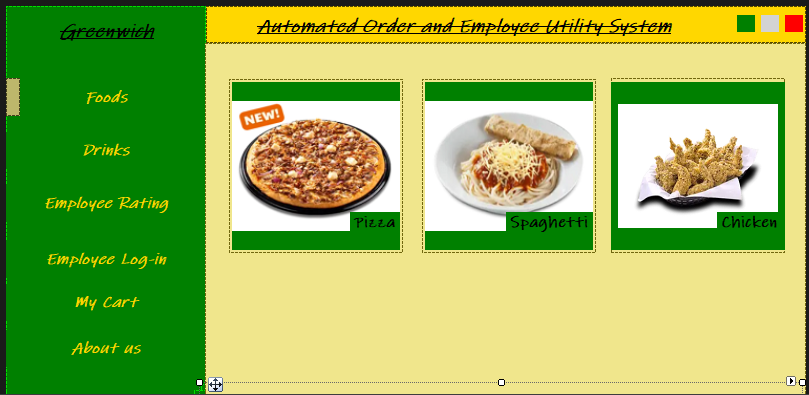 Greenwich
Automated Order and Employee Utility System
Foods
Drinks
Employee Rating
Employee Log-in
My Cart
About us
NEW!
Pizza
Spaghetti
Chicken